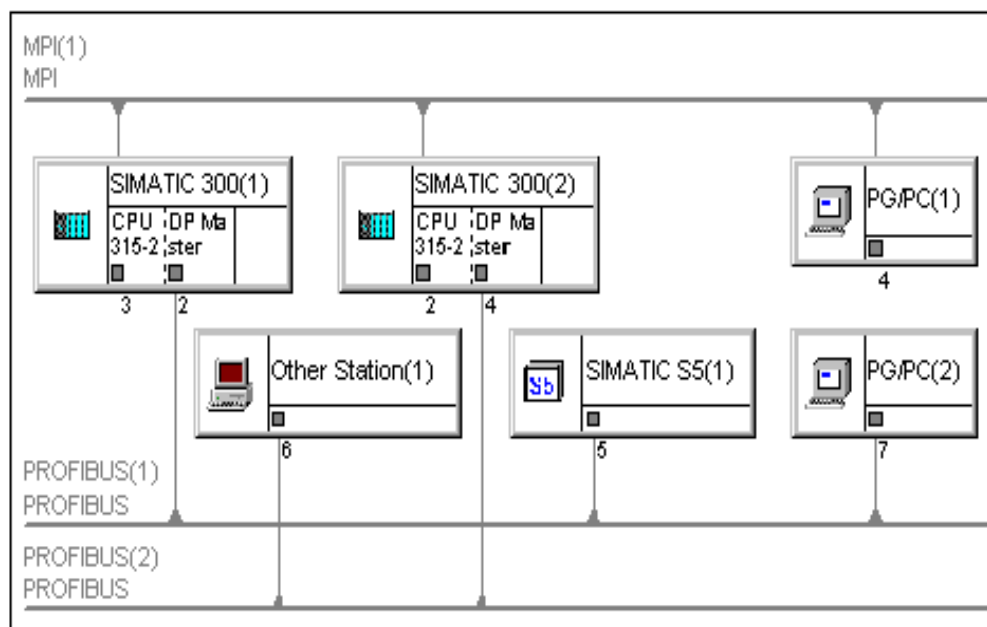 MPI(1)
MPI
SIMATIC 300(1)
CPU DP Ma
315-2 ster
3 2
SIMATIC 300(2)
CPU DP Ma
315-2 ster
2 4
PG/PC(1)
4
Other Station(1)
6
S5
SIMATIC S5(1)
5
PG/PC(2)
7
PROFIBUS(1)
PROFIBUS
PROFIBUS(2)
PROFIBUS